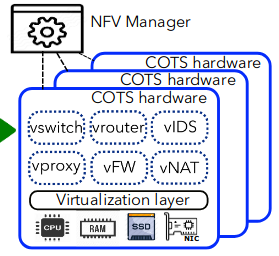 NFV Manager
COTS hardware
COTS hardware
COTS hardware
vswitch vrouter vIDS
vproxy vFW vNAT
Virtualization layer
CPU RAM SSD NIC